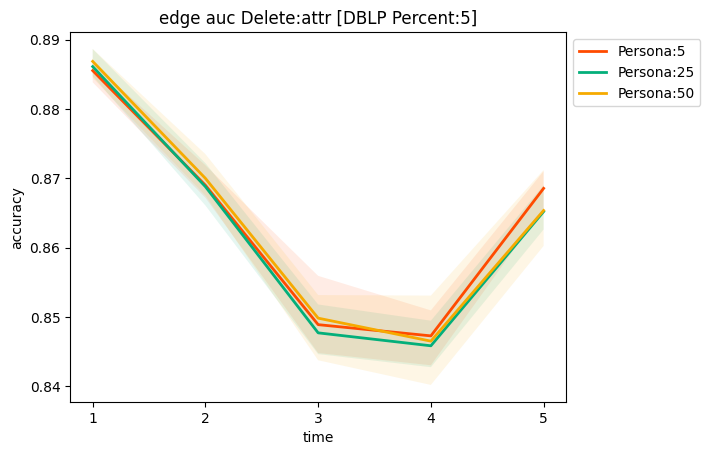 edge auc Delete:attr [DBLP Percent:5]
0.89
0.88
0.87
0.86
0.85
0.84
accuracy
1 2 3 4 5
time
Persona:5
Persona:25
Persona:50